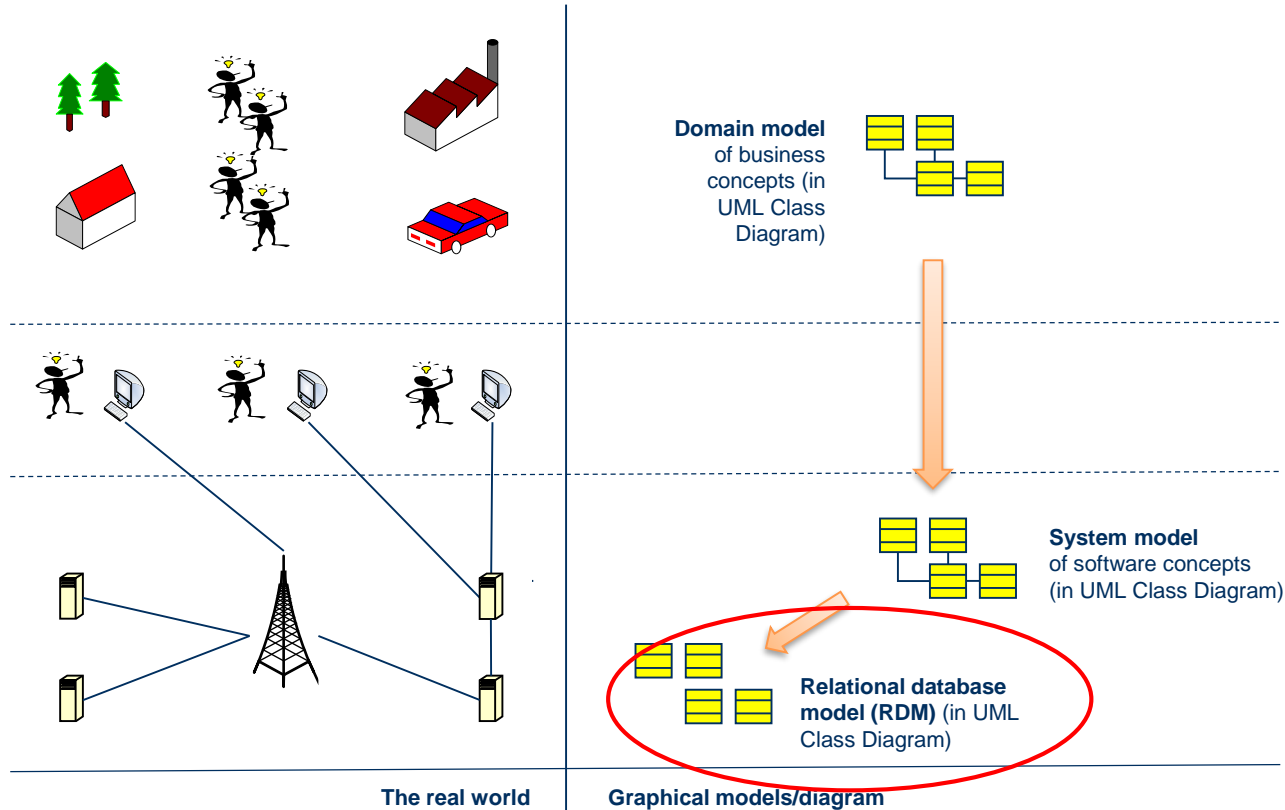 Domain model
of business
concepts (in
UML Class
Diagram)
System model
of software concepts
(in UML Class Diagram)
Relational database
model (RDM) (in UML
Class Diagram)
The real world
Graphical models/diagram